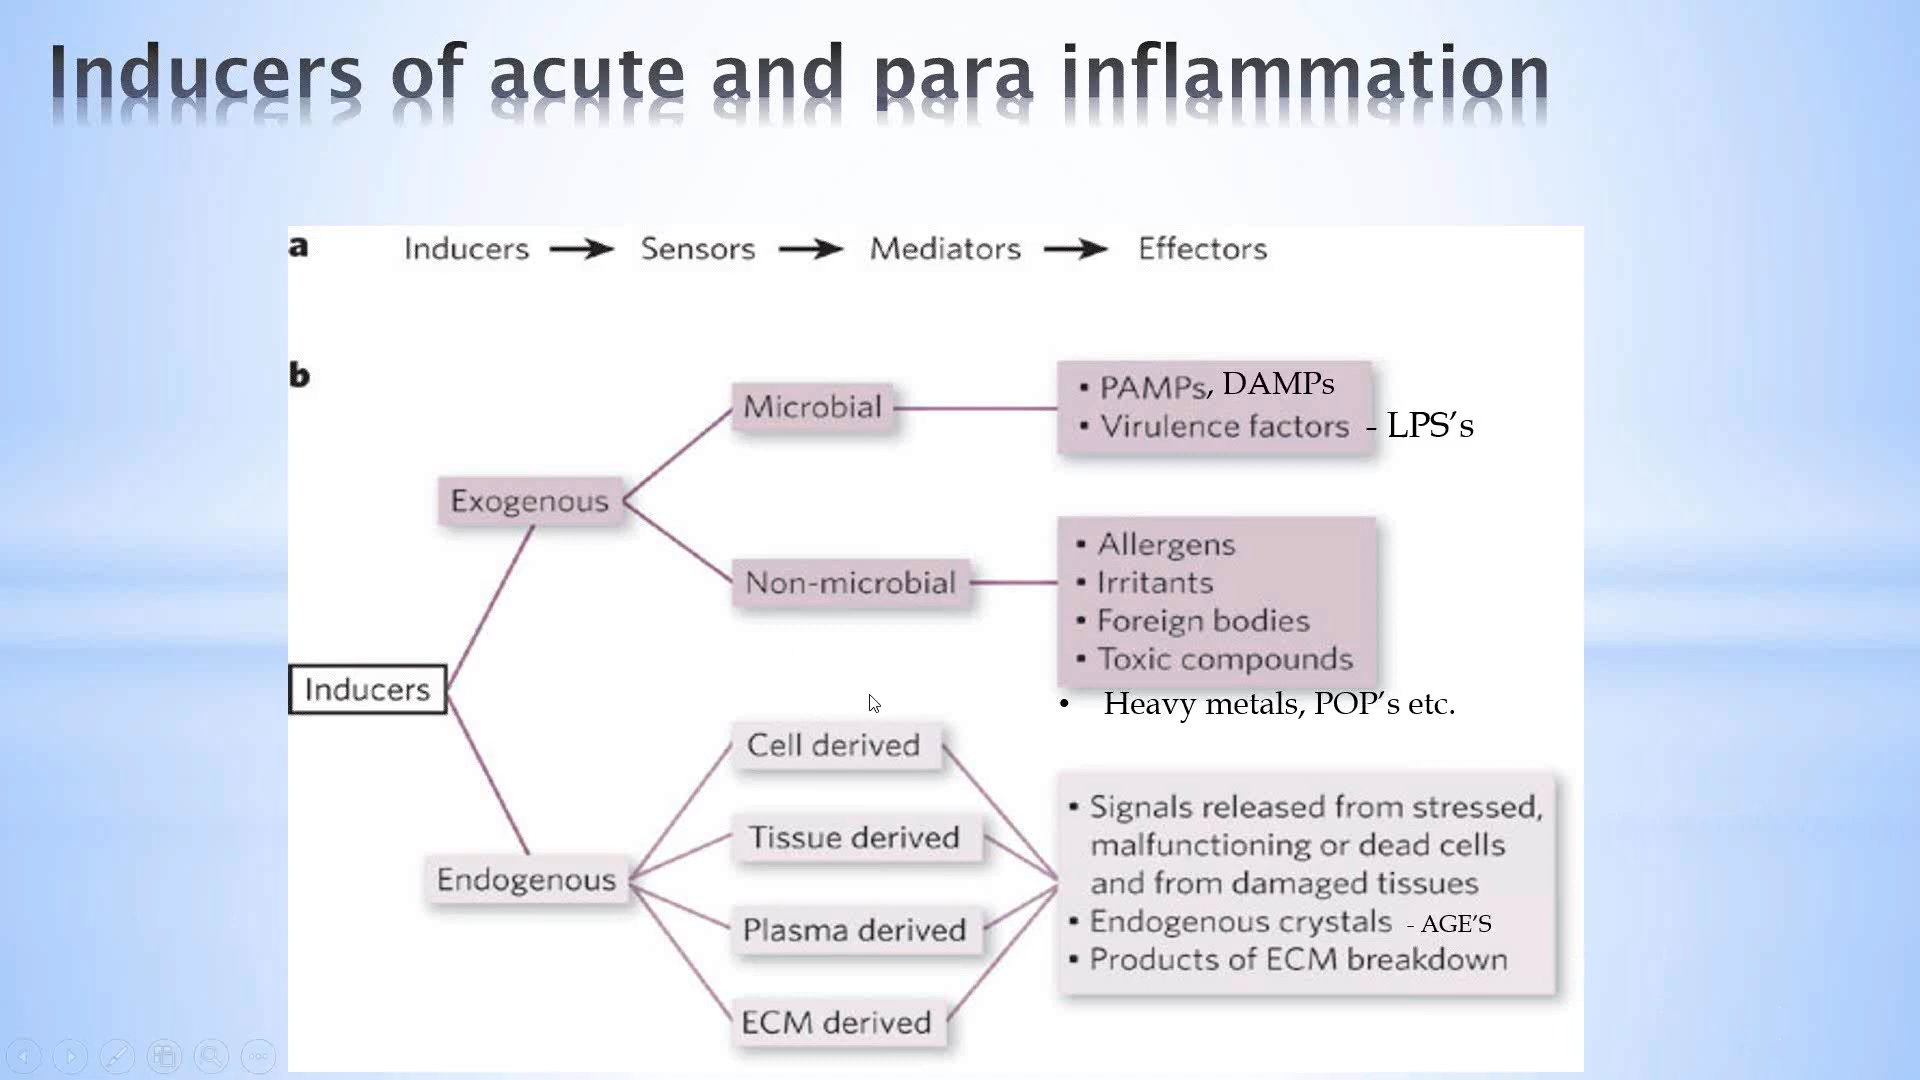 Inducers of acute and para inflammation
a Inducers → Sensors → Mediators → Effectors
b
Microbial
▪ PAMPs, DAMPs
▪ Virulence factors - LPS’s
Exogenous
Non-microbial
▪ Allergens
▪ Irritants
▪ Foreign bodies
▪ Toxic compounds
• Heavy metals, POP’s etc.
Inducers
Endogenous
Cell derived
Tissue derived
Plasma derived
ECM derived
▪ Signals released from stressed,
malfunctioning or dead cells
and from damaged tissues
▪ Endogenous crystals - AGE’S
▪ Products of ECM breakdown